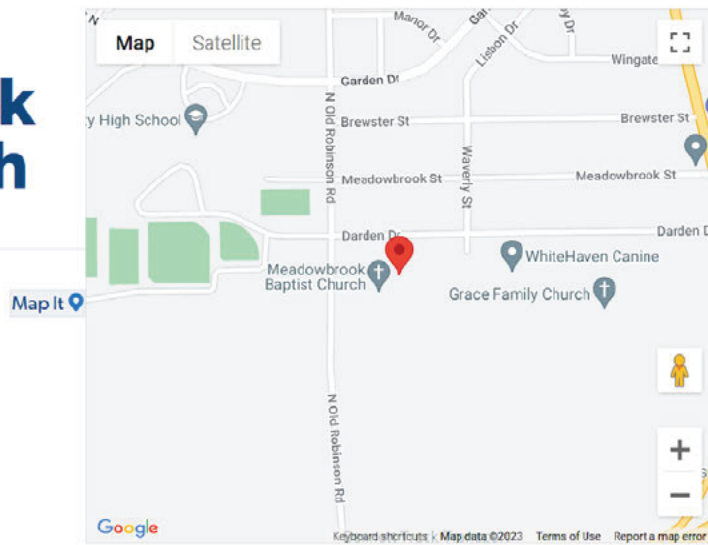 k
h
Map It
Map
Satellite
Manor Dr
Lisbon Dr
y Dr
Wingate
Garden Dr
y High School
N Old Robinson Rd
Brewster St
Brewster St
Waverly St
Meadowbrook St
Meadowbrook St
Darden Dr
Darden D
Meadowbrook
Baptist Church
WhiteHaven Canine
Grace Family Church
N Old Robinson Rd
Google
Keyboard shortcuts
Map data ©2023
Terms of Use
Report a map error